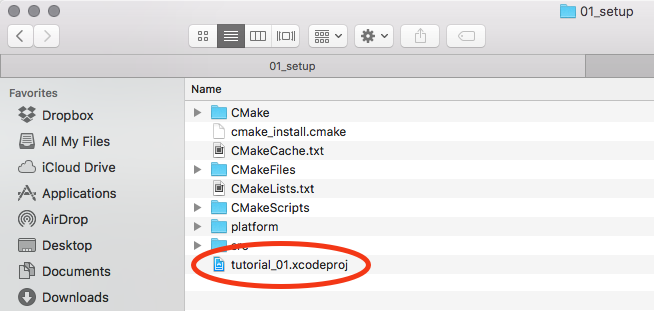 01_setup
01_setup
Favorites
Dropbox
All My Files
iCloud Drive
Applications
AirDrop
Desktop
Documents
Downloads
Name
CMake
cmake_install.cmake
CMakeCache.txt
CMakeFiles
CMakeLists.txt
CMakeScripts
platform
src
tutorial_01.xcodeproj